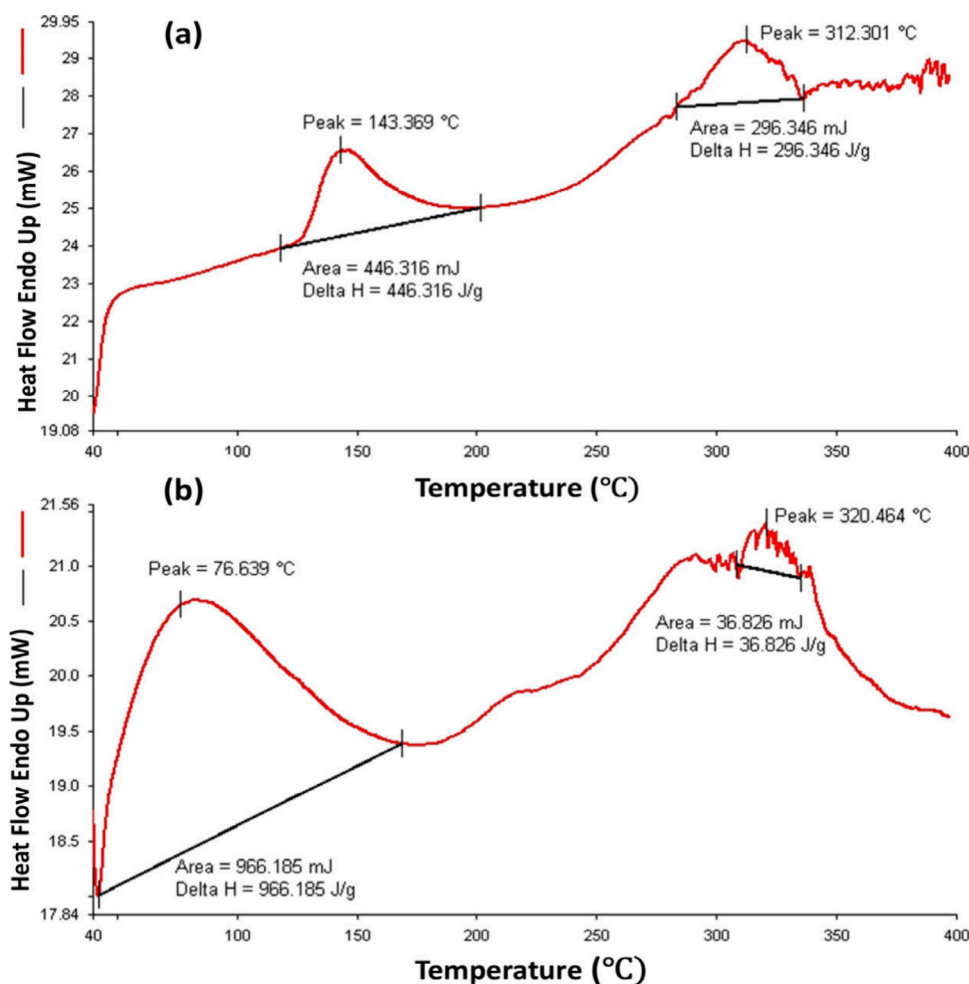 29.95
(a)
Peak = 312.301 °C
29
28
Peak = 143.369 °C
27
Area = 296.346 mJ
Delta H = 296.346 J/g
26
25
24
Area = 446.316 mJ
Delta H = 446.316 J/g
23
22
21
20
19.08
Heat Flow Endo Up (mW)
40 100 150 200 250 300 350 400
Temperature (°C)
21.56
(b)
Peak = 320.464 °C
21.0
Peak = 76.639 °C
20.5
Area = 36.826 mJ
Delta H = 36.826 J/g
20.0
19.5
19.0
18.5
Area = 966.185 mJ
Delta H = 966.185 J/g
17.84
Heat Flow Endo Up (mW)
40 100 150 200 250 300 350 400
Temperature (°C)